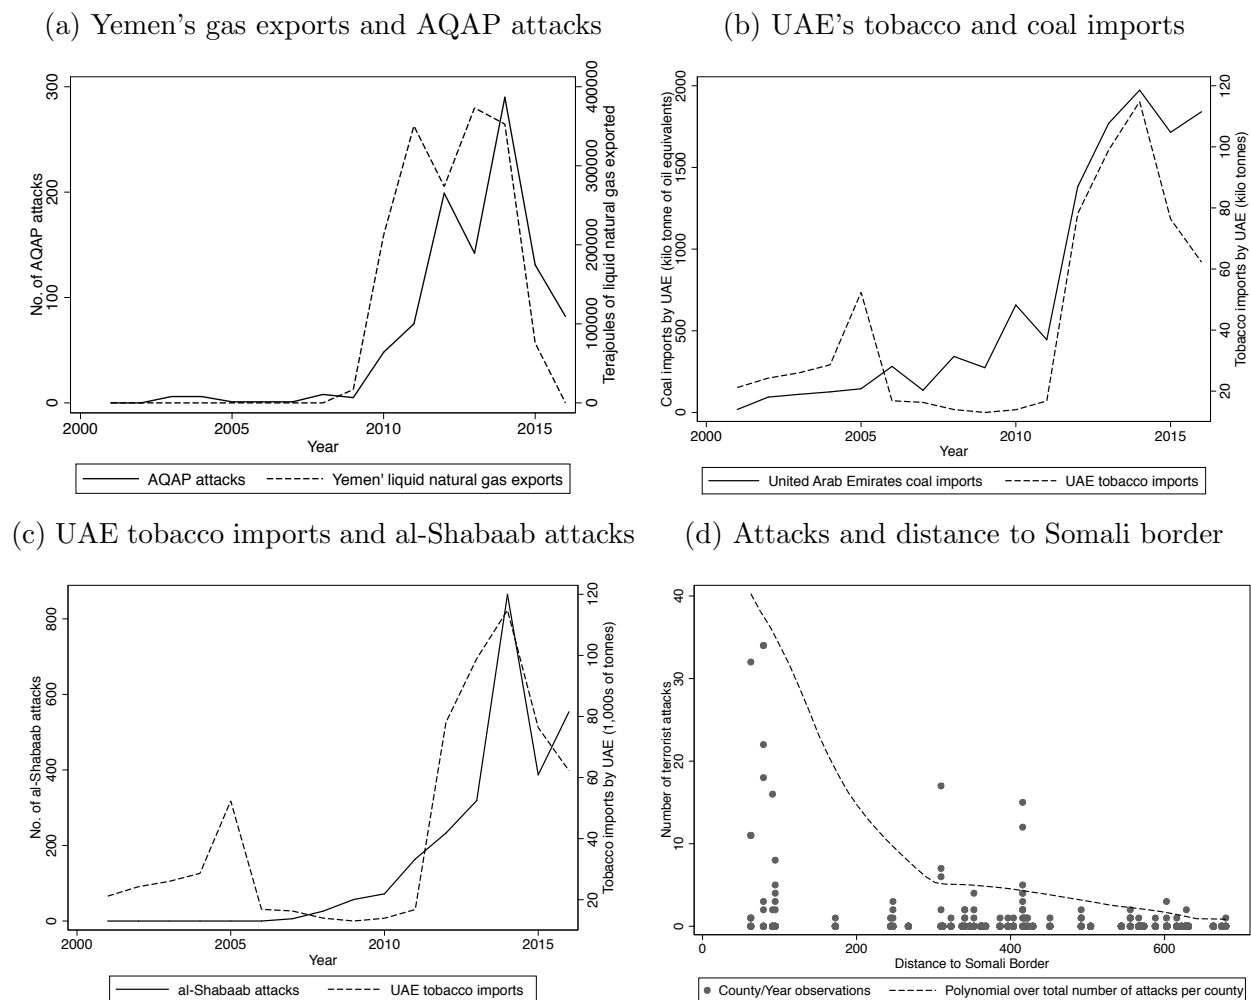 (a) Yemen's gas exports and AQAP attacks
No. of AQAP attacks
0
100
200
300
Terajoules of liquid natural gas exported
0
100000
200000
300000
400000
2000
2005
2010
2015
Year
AQAP attacks
Yemen' liquid natural gas exports
(b) UAE's tobacco and coal imports
Coal imports by UAE (kilo tonne of oil equivalents)
0
500
1000
1500
2000
Tobacco imports by UAE (kilo tonnes)
20
40
60
80
100
120
2000
2005
2010
2015
Year
United Arab Emirates coal imports
UAE tobacco imports
(c) UAE tobacco imports and al-Shabaab attacks
No. of al-Shabaab attacks
0
200
400
600
800
Tobacco imports by UAE (1,000s of tonnes)
20
40
60
80
100
120
2000
2005
2010
2015
Year
al-Shabaab attacks
UAE tobacco imports
(d) Attacks and distance to Somali border
Number of terrorist attacks
0
10
20
30
40
0
200
400
600
Distance to Somali Border
County/Year observations
Polynomial over total number of attacks per county